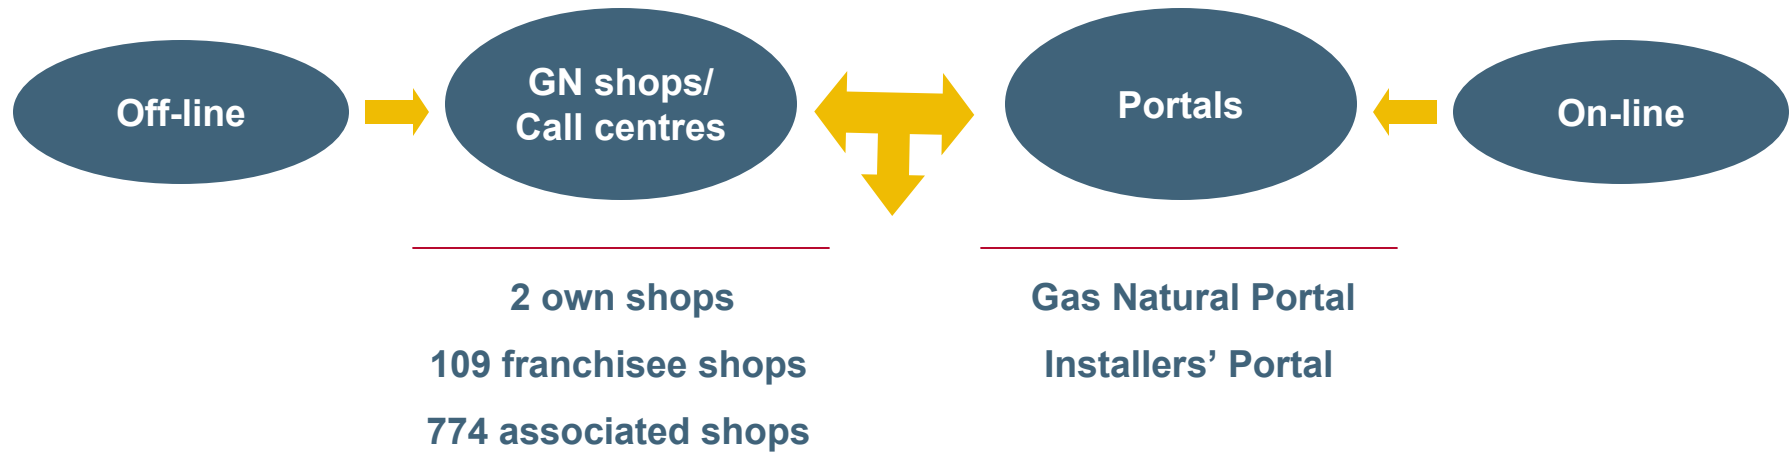 Off-line
GN shops/
Call centres
Portals
On-line
2 own shops
109 franchisee shops
774 associated shops
Gas Natural Portal
Installers’ Portal